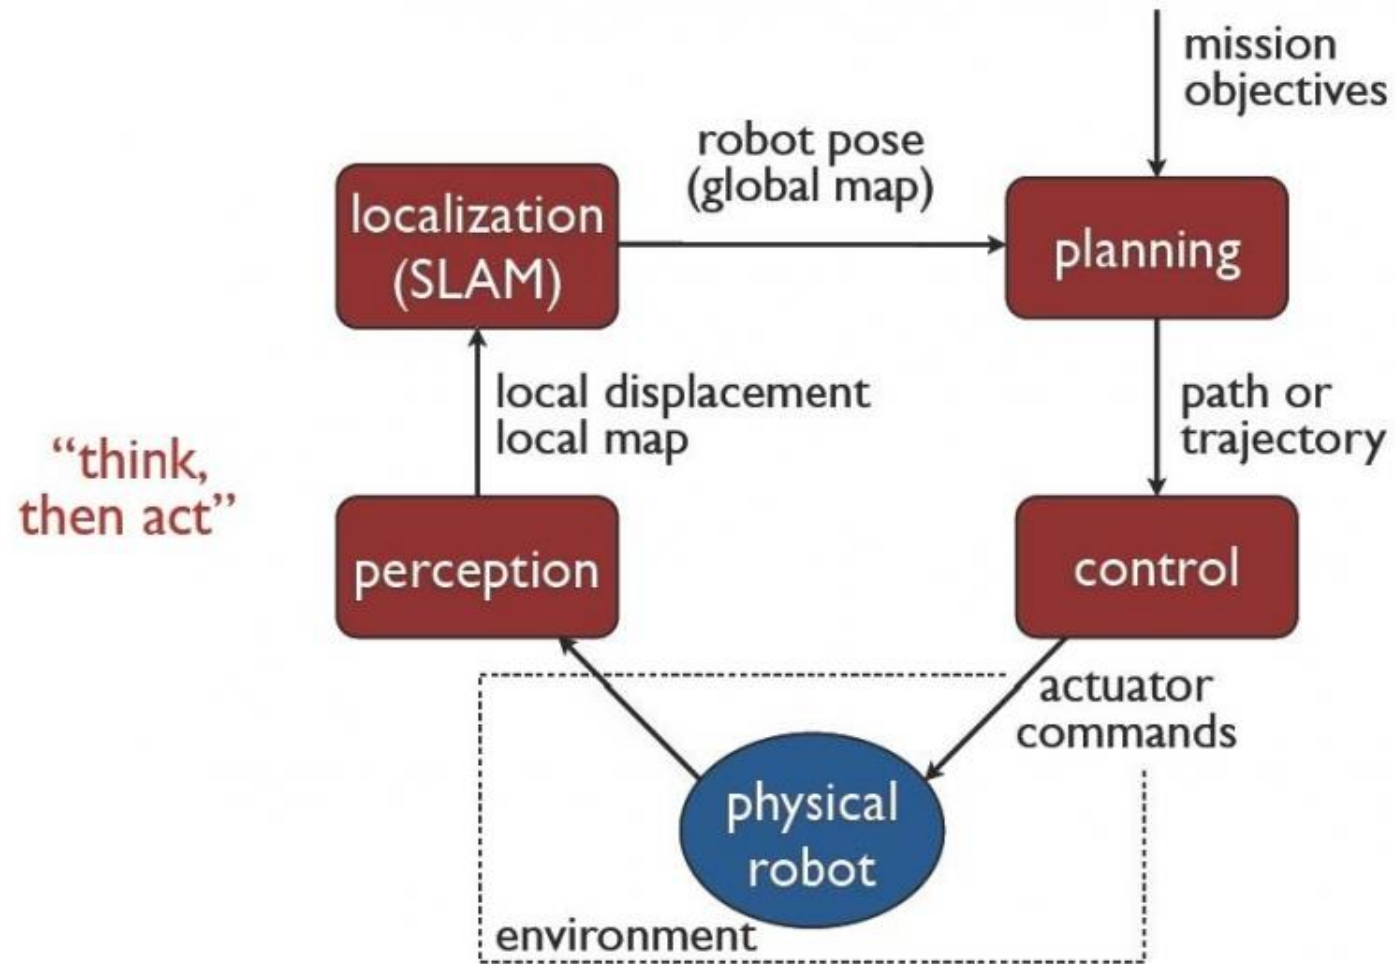 mission
objectives
robot pose
(global map)
localization
(SLAM)
planning
local displacement
local map
path or
trajectory
“think,
then act”
perception
control
actuator
commands
physical
robot
environment